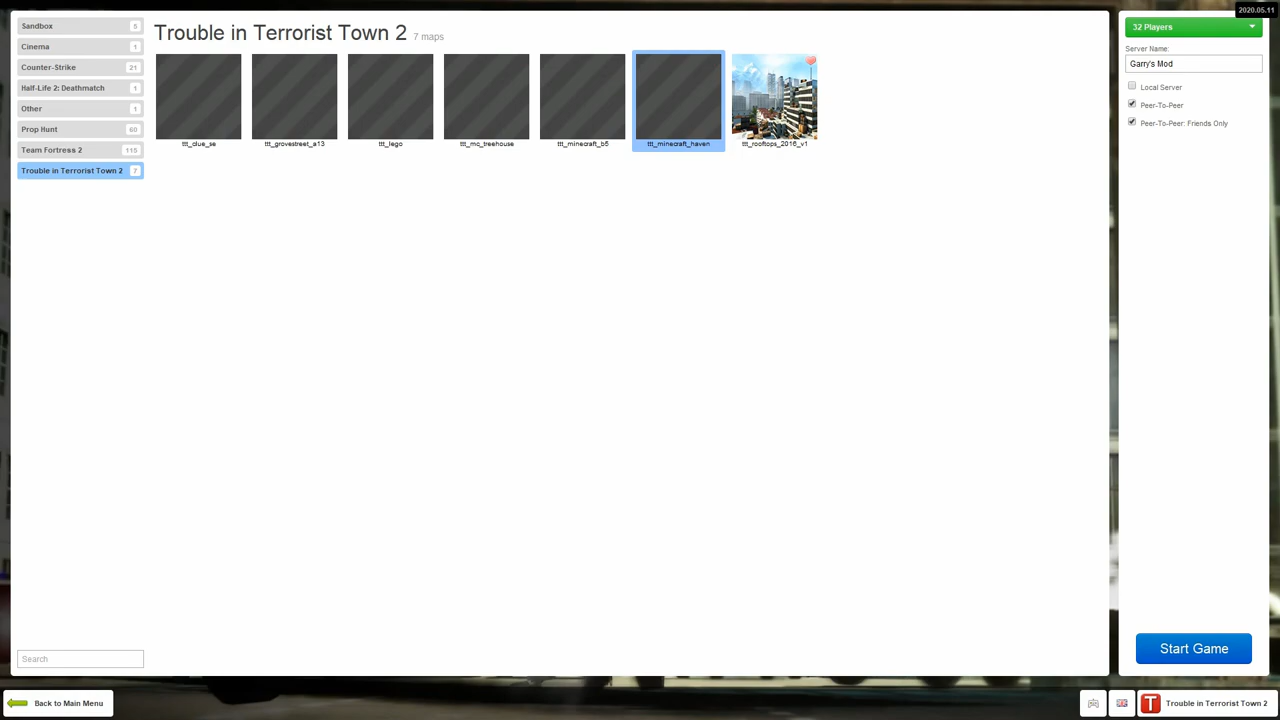 2020.05.11
Sandbox 5
Cinema 1
Counter-Strike 21
Half-Life 2: Deathmatch 1
Other 1
Prop Hunt 60
Team Fortress 2 115
Trouble in Terrorist Town 2 7
Search
Trouble in Terrorist Town 2 7 maps
ttt_clue_se
ttt_grovestreet_a13
ttt_lego
ttt_mc_treehouse
ttt_minecraft_b5
ttt_minecraft_haven
ttt_rooftops_2016_v1
32 Players
Server Name:
Garry's Mod
Local Server
Peer-To-Peer
Peer-To-Peer: Friends Only
Start Game
Back to Main Menu
T Trouble in Terrorist Town 2